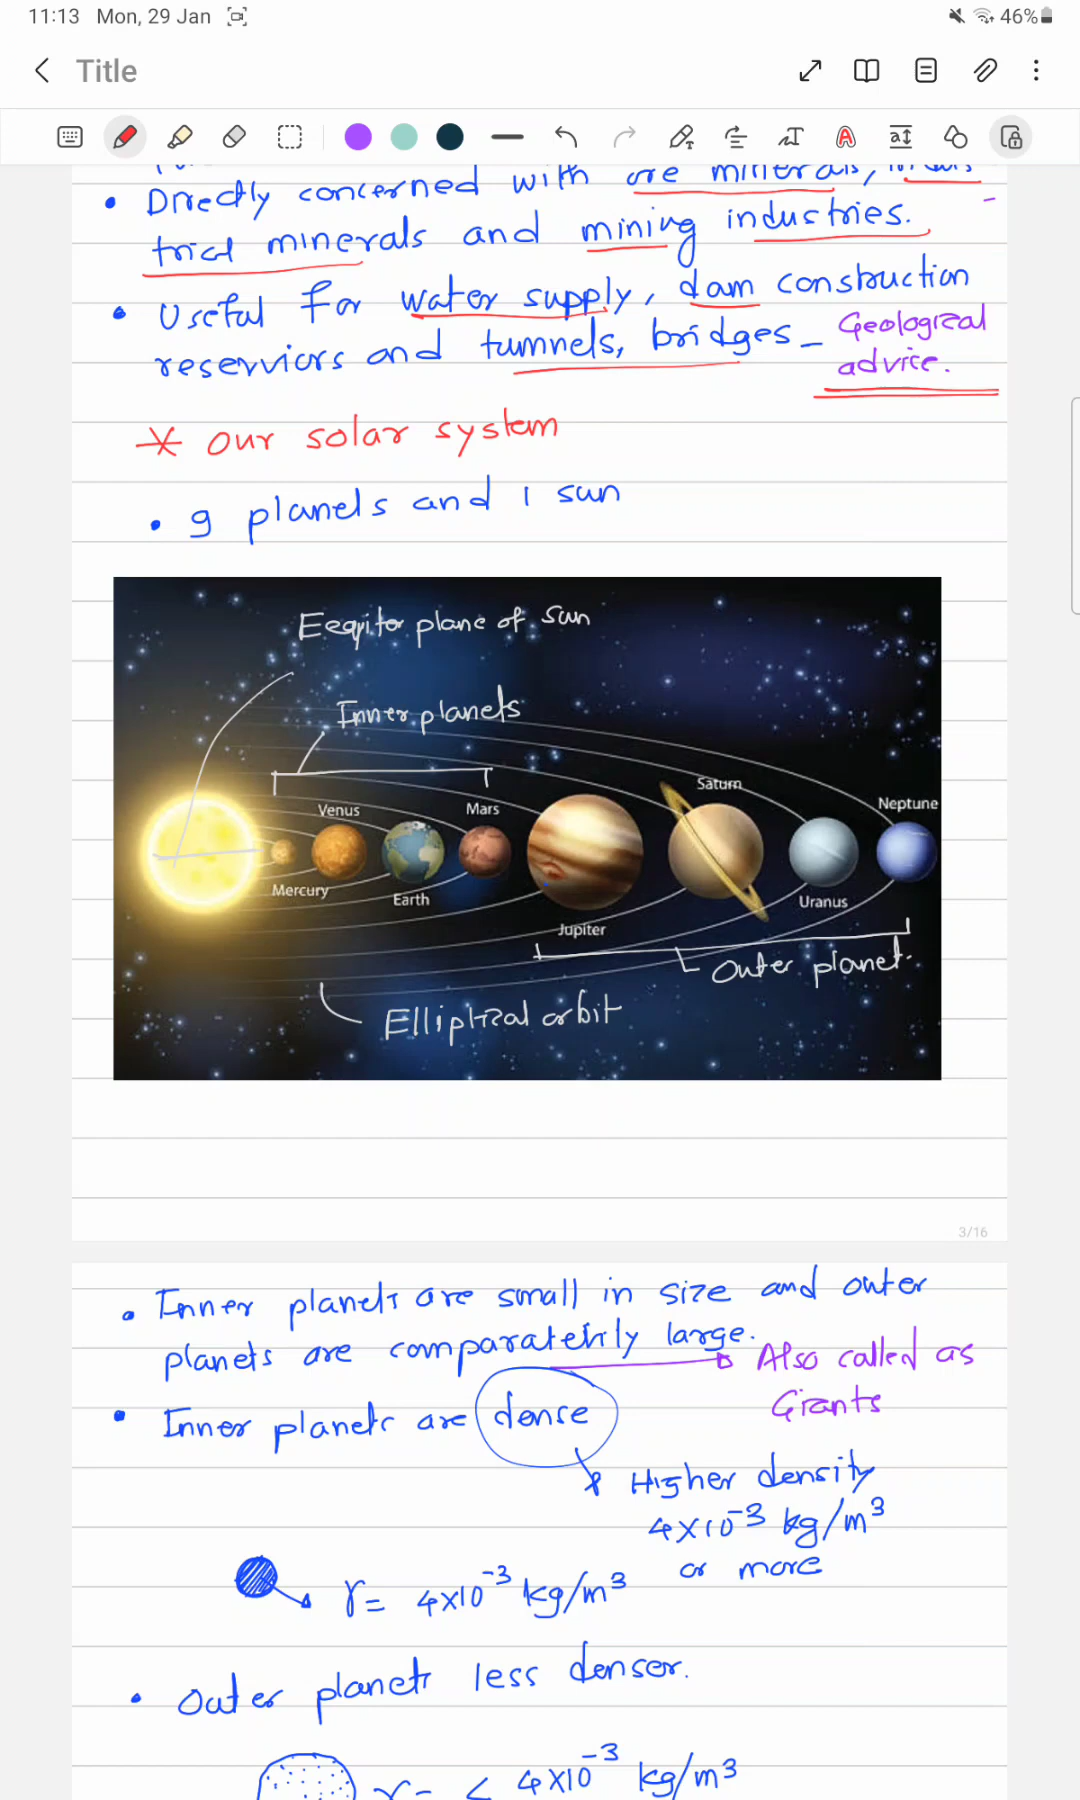 11:13 Mon, 29 Jan 46%
Title
• Directly concerned with ore minerals,
trial minerals and mining industries.
• Useful for water supply, dam construction
reserviors and tunnels, bridges – Geological
advice.
* our solar system
• 9 planets and 1 sun
Eeqyitor plane of sun
Inner planets
Saturn
Venus
Mars
Neptune
Mercury
Earth
Uranus
Jupiter
outer planet.
Elliptical orbit
3/16
• Inner planets are small in size and outer
planets are comparatively large. Also called as
Giants
• Inner planets are dense
Higher density
4×10⁻³ kg/m³
or more
γ = 4×10⁻³ kg/m³
• outer planets less denser.
γ = < 4×10⁻³ kg/m³